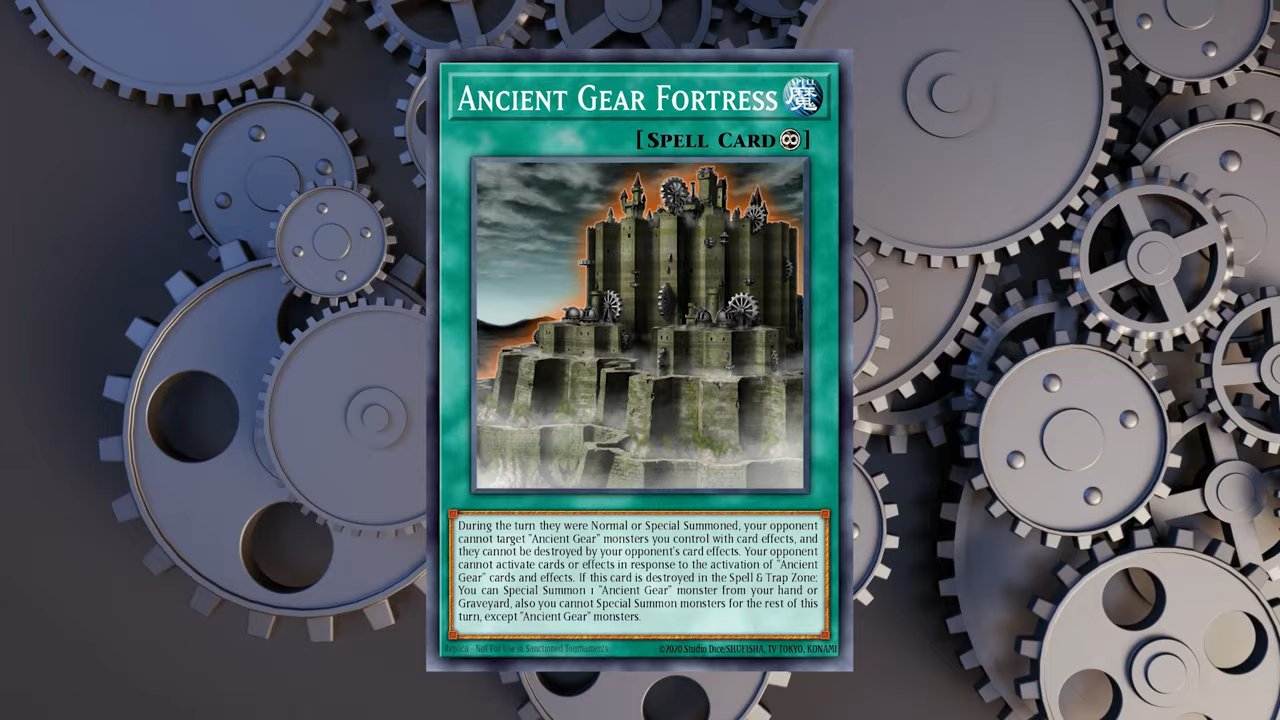 ANCIENT GEAR FORTRESS
SPELL
魔
[SPELL CARD♾]
During the turn they were Normal or Special Summoned, your opponent
cannot target "Ancient Gear" monsters you control with card effects, and
they cannot be destroyed by your opponent's card effects. Your opponent
cannot activate cards or effects in response to the activation of "Ancient
Gear" cards and effects. If this card is destroyed in the Spell & Trap Zone:
You can Special Summon 1 "Ancient Gear" monster from your hand or
Graveyard, also you cannot Special Summon monsters for the rest of this
turn, except "Ancient Gear" monsters.
Replica - Not For Use in Sanctioned Tournaments
©2020 Studio Dice/SHUEISHA, TV TOKYO, KONAMI